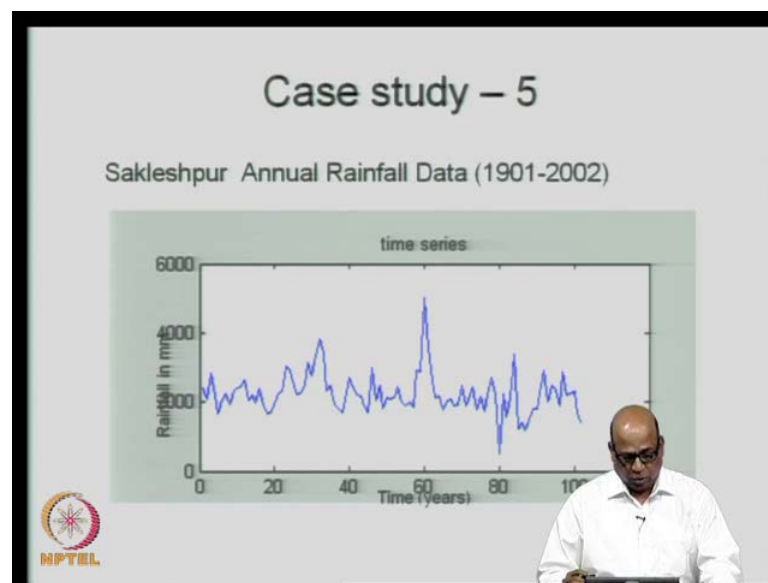 Case study – 5
Sakleshpur Annual Rainfall Data (1901-2002)
time series
6000
4000
2000
0
Rainfall in mm
0 20 40 60 80 100
Time (years)
NPTEL